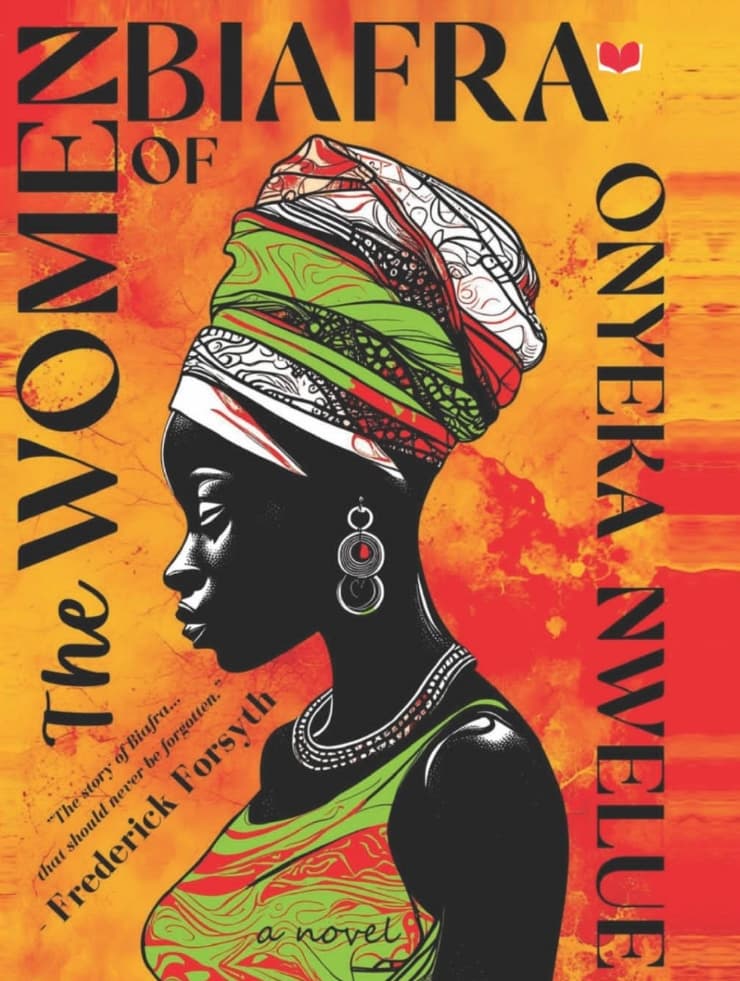 The WOMEN
OF
BIAFRA
ONYEKA NWELUE
"The story of Biafra...
that should never be forgotten."
- Frederick Forsyth
a novel